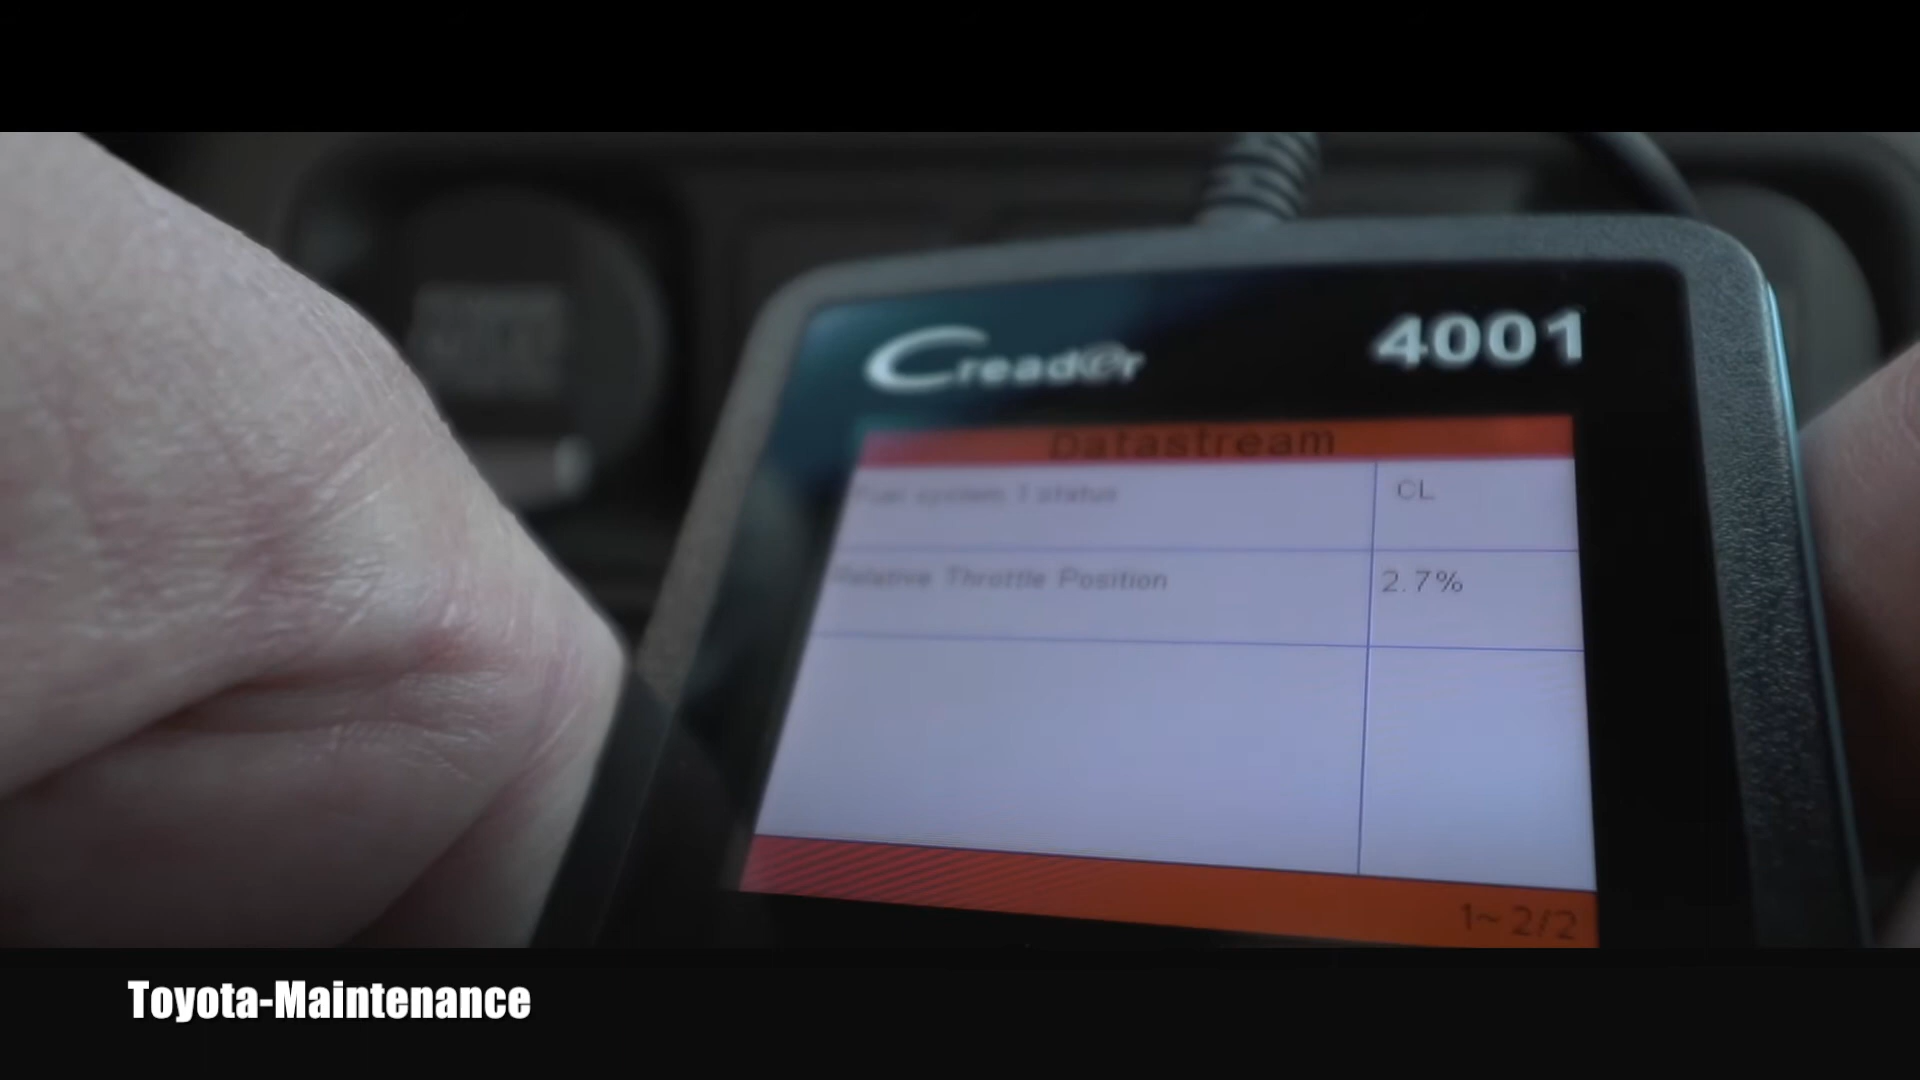 Creader
4001
Datastream
Fuel system 1 status
CL
Relative Throttle Position
2.7%
1~ 2/2
Toyota-Maintenance